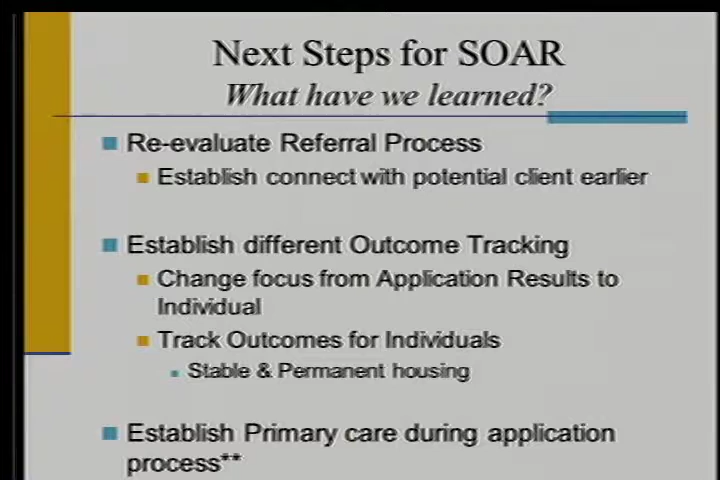 Next Steps for SOAR
What have we learned?
Re-evaluate Referral Process
Establish connect with potential client earlier
Establish different Outcome Tracking
Change focus from Application Results to
Individual
Track Outcomes for Individuals
Stable & Permanent housing
Establish Primary care during application
process**